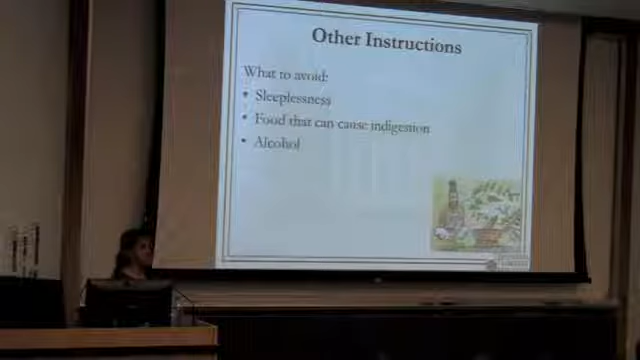 Other Instructions
What to avoid:
• Sleeplessness
• Food that can cause indigestion
• Alcohol